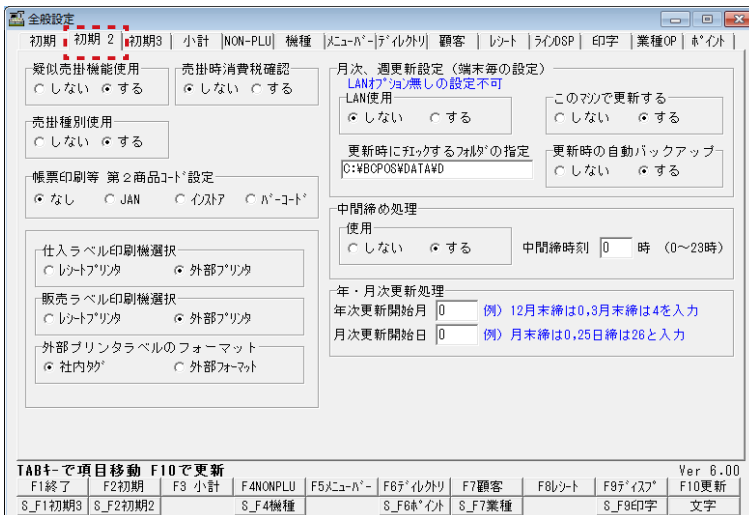 全般設定
初期 初期 2 初期3 小計 NON-PLU 機種 ﾒﾆｭｰﾊﾞｰ ﾃﾞｨﾚｸﾄﾘ 顧客 ﾚｼｰﾄ ﾗｲﾝDSP 印字 業種OP ﾎﾟｲﾝﾄ
疑似売掛機能使用
しない する
売掛時消費税確認
しない する
売掛種別使用
しない する
帳票印刷等 第２商品ｺｰﾄﾞ設定
なし JAN ｲﾝｽﾄｱ ﾊﾞｰｺｰﾄﾞ
仕入ラベル印刷機選択
ﾚｼｰﾄﾌﾟﾘﾝﾀ 外部ﾌﾟﾘﾝﾀ
販売ラベル印刷機選択
ﾚｼｰﾄﾌﾟﾘﾝﾀ 外部ﾌﾟﾘﾝﾀ
外部プリンタラベルのフォーマット
社内ﾀｸﾞ 外部ﾌｫｰﾏｯﾄ
月次、週更新設定（端末毎の設定）
LANｵﾌﾟｼｮﾝ無しの設定不可
LAN使用
しない する
このﾏｼﾝで更新する
しない する
更新時にﾁｪｯｸするﾌｫﾙﾀﾞの指定
C:¥BCPOS¥DATA¥D
更新時の自動バックアップ
しない する
中間締め処理
使用
しない する
中間締時刻 0 時 （0～23時）
年・月次更新処理
年次更新開始月 0 例）12月末締は0,3月末締は4を入力
月次更新開始日 0 例）月末締は0,25日締は26と入力
TABｷｰで項目移動 F10で更新 Ver 6.00
F1終了 F2初期 F3 小計 F4NONPLU F5ﾒﾆｭｰﾊﾞｰ F6ﾃﾞｨﾚｸﾄﾘ F7顧客 F8ﾚｼｰﾄ F9ﾃﾞｨｽﾌﾟ F10更新
S_F1初期3 S_F2初期2 S_F4機種 S_F6ﾎﾟｲﾝﾄ S_F7業種 S_F9印字 文字